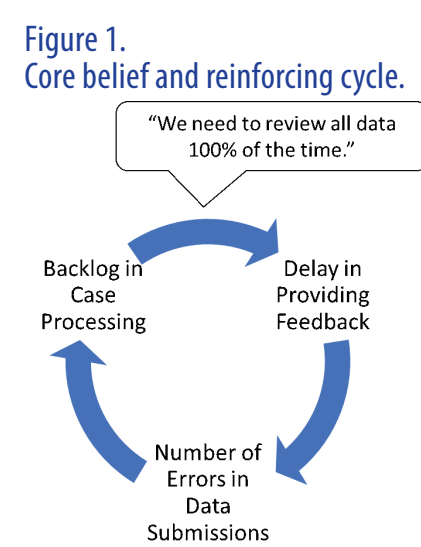 Figure 1.
Core belief and reinforcing cycle.
“We need to review all data
100% of the time.”
Backlog in
Case
Processing
Delay in
Providing
Feedback
Number of
Errors in
Data
Submissions